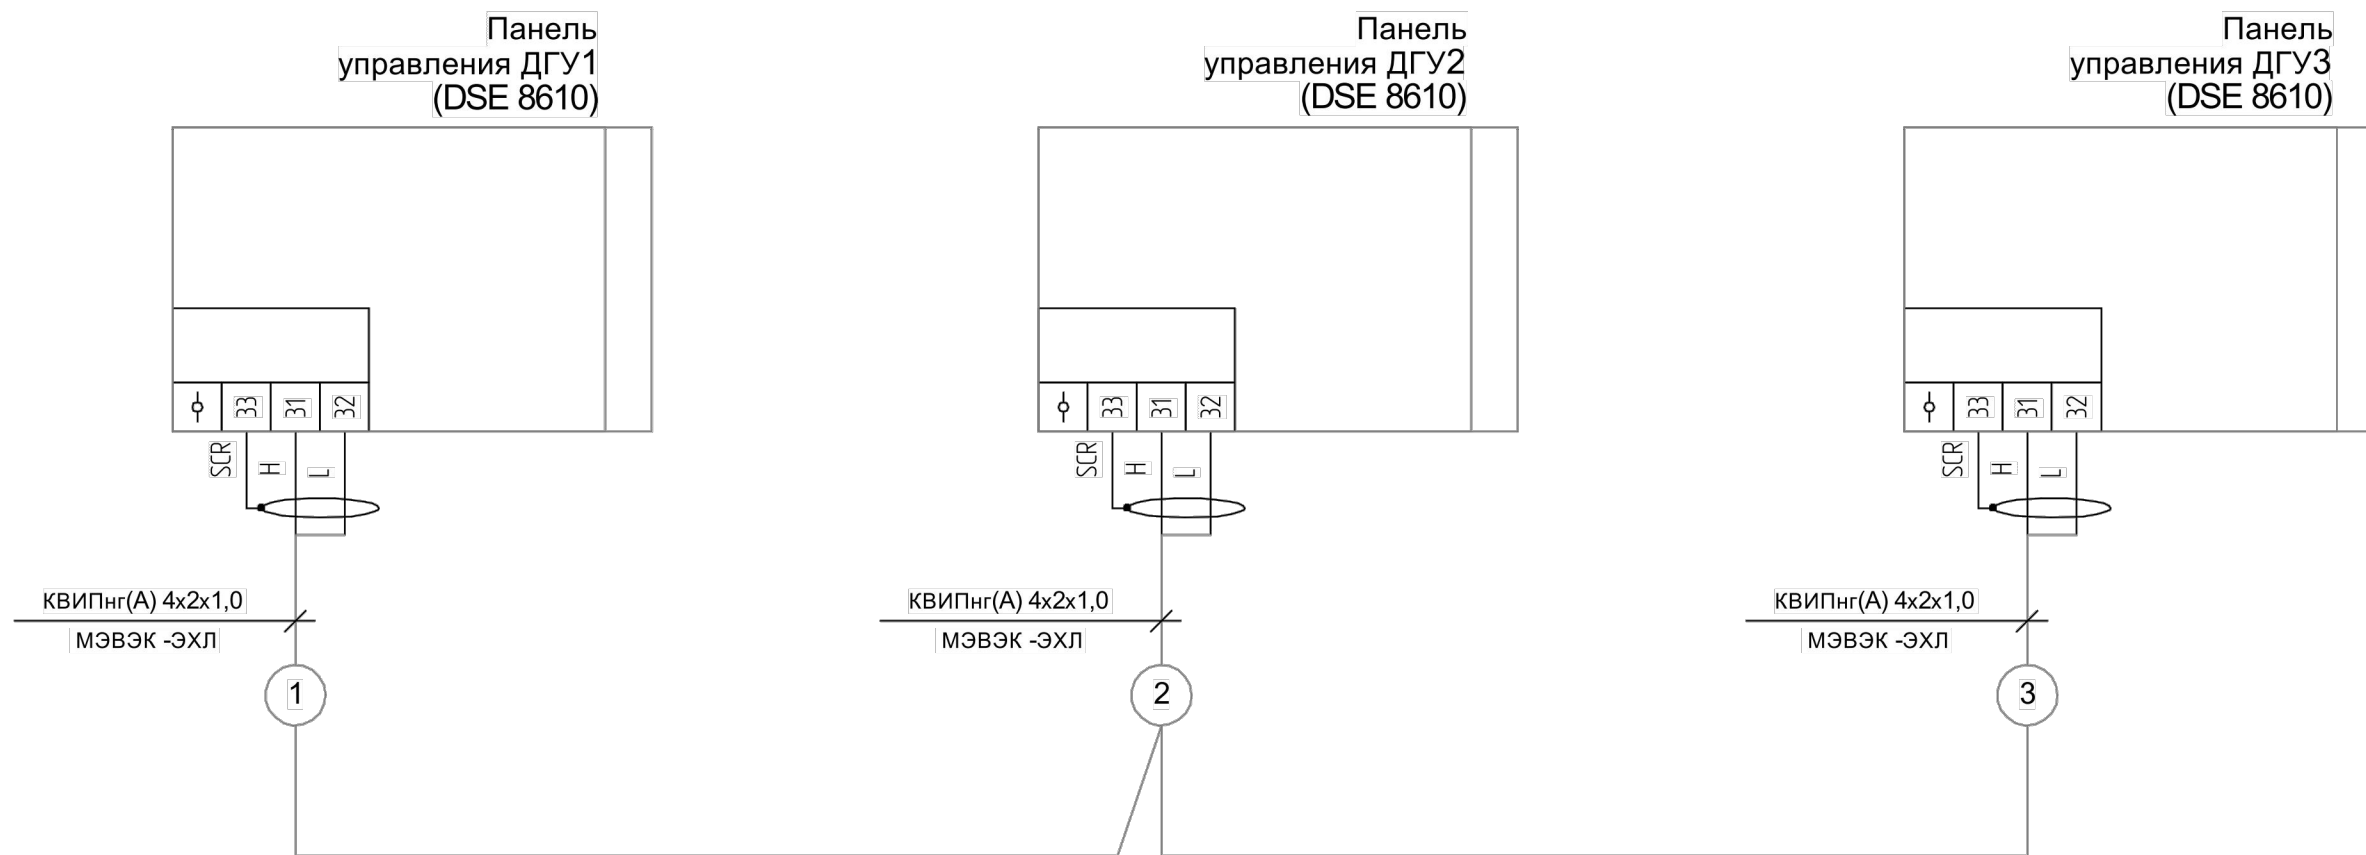 Панель
управления ДГУ1
(DSE 8610)
Панель
управления ДГУ2
(DSE 8610)
Панель
управления ДГУ3
(DSE 8610)
33
31
32
33
31
32
33
31
32
SCR
H
L
SCR
H
L
SCR
H
L
КВИПнг(А) 4х2х1,0
КВИПнг(А) 4х2х1,0
КВИПнг(А) 4х2х1,0
МЭВЭК -ЭХЛ
МЭВЭК -ЭХЛ
МЭВЭК -ЭХЛ
1
2
3